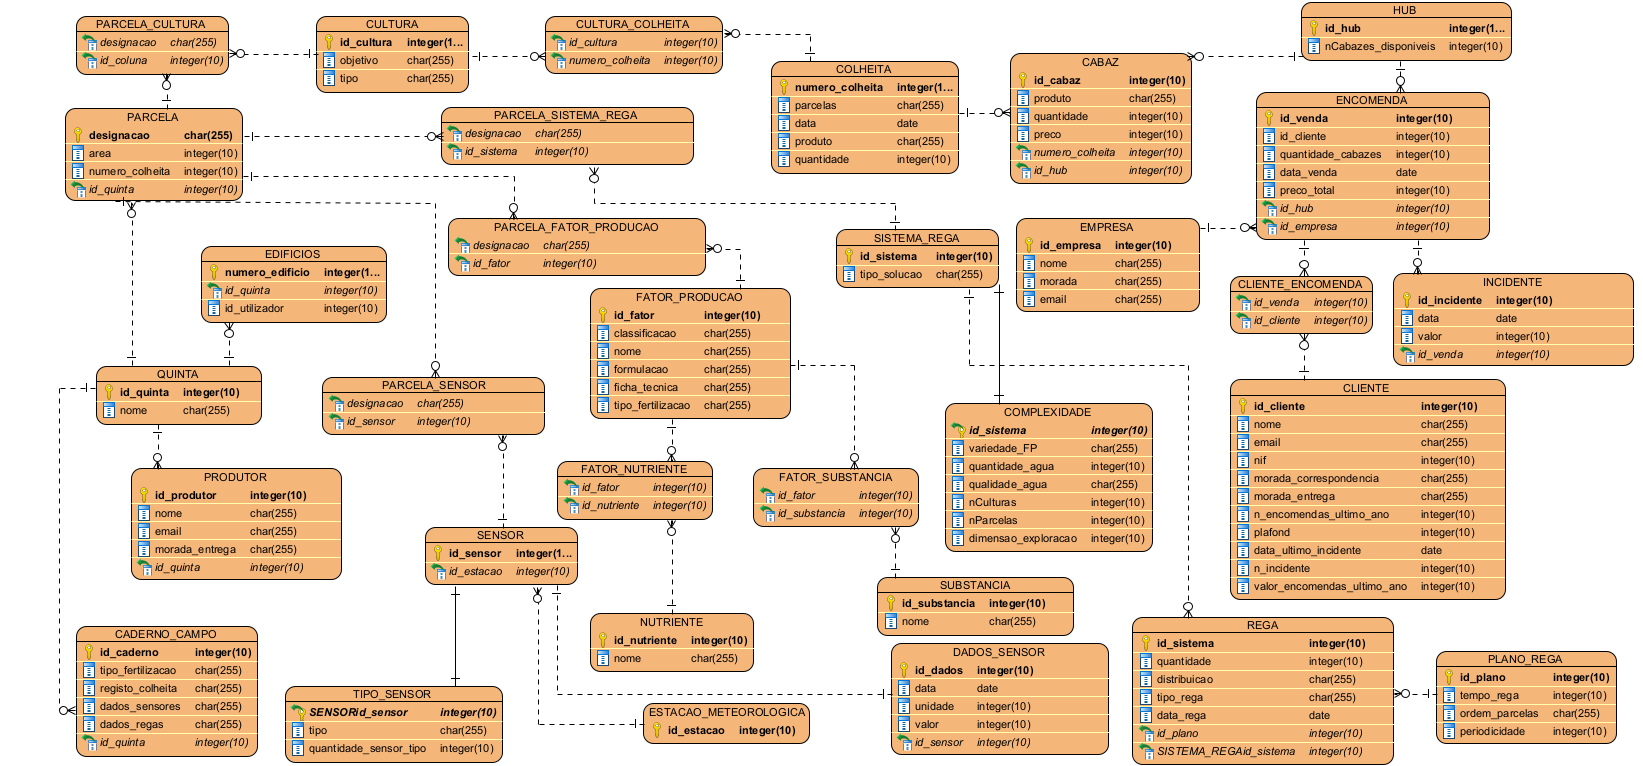 PARCELA_CULTURA
designacao char(255)
id_coluna integer(10)
CULTURA
id_cultura integer(1...
objetivo char(255)
tipo char(255)
CULTURA_COLHEITA
id_cultura integer(10)
numero_colheita integer(10)
HUB
id_hub integer(1...
nCabazes_disponiveis integer(10)
COLHEITA
numero_colheita integer(1...
parcelas char(255)
data date
produto char(255)
quantidade integer(10)
CABAZ
id_cabaz integer(10)
produto char(255)
quantidade integer(10)
preco integer(10)
numero_colheita integer(10)
id_hub integer(10)
ENCOMENDA
id_venda integer(10)
id_cliente integer(10)
quantidade_cabazes integer(10)
data_venda date
preco_total integer(10)
id_hub integer(10)
id_empresa integer(10)
PARCELA
designacao char(255)
area integer(10)
numero_colheita integer(10)
id_quinta integer(10)
PARCELA_SISTEMA_REGA
designacao char(255)
id_sistema integer(10)
PARCELA_FATOR_PRODUCAO
designacao char(255)
id_fator integer(10)
SISTEMA_REGA
id_sistema integer(10)
tipo_solucao char(255)
EMPRESA
id_empresa integer(10)
nome char(255)
morada char(255)
email char(255)
EDIFICIOS
numero_edificio integer(1...
id_quinta integer(10)
id_utilizador integer(10)
CLIENTE_ENCOMENDA
id_venda integer(10)
id_cliente integer(10)
INCIDENTE
id_incidente integer(10)
data date
valor integer(10)
id_venda integer(10)
FATOR_PRODUCAO
id_fator integer(10)
classificacao char(255)
nome char(255)
formulacao char(255)
ficha_tecnica char(255)
tipo_fertilizacao char(255)
QUINTA
id_quinta integer(10)
nome char(255)
PARCELA_SENSOR
designacao char(255)
id_sensor integer(10)
COMPLEXIDADE
id_sistema integer(10)
variedade_FP char(255)
quantidade_agua integer(10)
qualidade_agua char(255)
nCulturas integer(10)
nParcelas integer(10)
dimensao_exploracao integer(10)
CLIENTE
id_cliente integer(10)
nome char(255)
email char(255)
nif integer(10)
morada_correspondencia char(255)
morada_entrega char(255)
n_encomendas_ultimo_ano integer(10)
plafond integer(10)
data_ultimo_incidente date
n_incidente integer(10)
valor_encomendas_ultimo_ano integer(10)
PRODUTOR
id_produtor integer(10)
nome char(255)
email char(255)
morada_entrega char(255)
id_quinta integer(10)
FATOR_NUTRIENTE
id_fator integer(10)
id_nutriente integer(10)
FATOR_SUBSTANCIA
id_fator integer(10)
id_substancia integer(10)
SENSOR
id_sensor integer(1...
id_estacao integer(10)
SUBSTANCIA
id_substancia integer(10)
nome char(255)
NUTRIENTE
id_nutriente integer(10)
nome char(255)
CADERNO_CAMPO
id_caderno integer(10)
tipo_fertilizacao char(255)
registo_colheita char(255)
dados_sensores char(255)
dados_regas char(255)
id_quinta integer(10)
TIPO_SENSOR
SENSORid_sensor integer(10)
tipo char(255)
quantidade_sensor_tipo integer(10)
ESTACAO_METEOROLOGICA
id_estacao integer(10)
DADOS_SENSOR
id_dados integer(10)
data date
unidade integer(10)
valor integer(10)
id_sensor integer(10)
REGA
id_sistema integer(10)
quantidade integer(10)
distribuicao char(255)
tipo_rega char(255)
data_rega date
id_plano integer(10)
SISTEMA_REGAid_sistema integer(10)
PLANO_REGA
id_plano integer(10)
tempo_rega integer(10)
ordem_parcelas char(255)
periodicidade integer(10)